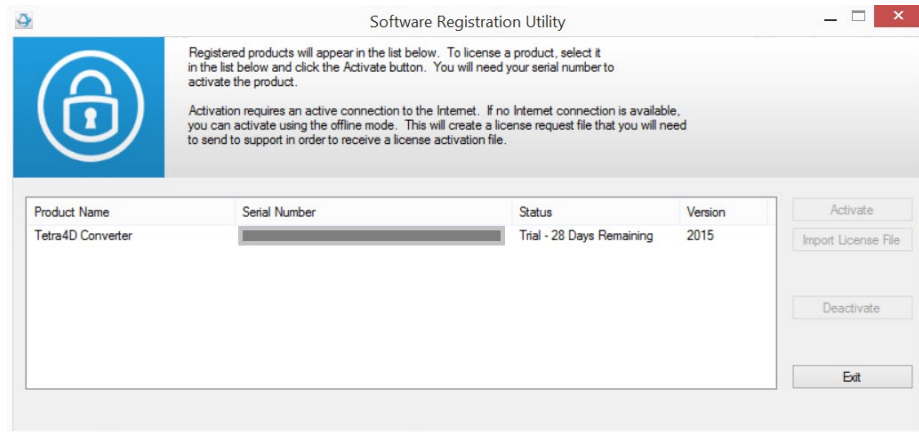 Software Registration Utility
Registered products will appear in the list below. To license a product, select it
in the list below and click the Activate button. You will need your serial number to
activate the product.
Activation requires an active connection to the Internet. If no Internet connection is available,
you can activate using the offline mode. This will create a license request file that you will need
to send to support in order to receive a license activation file.
Product Name Serial Number Status Version
Tetra4D Converter Trial - 28 Days Remaining 2015
Activate
Import License File
Deactivate
Exit